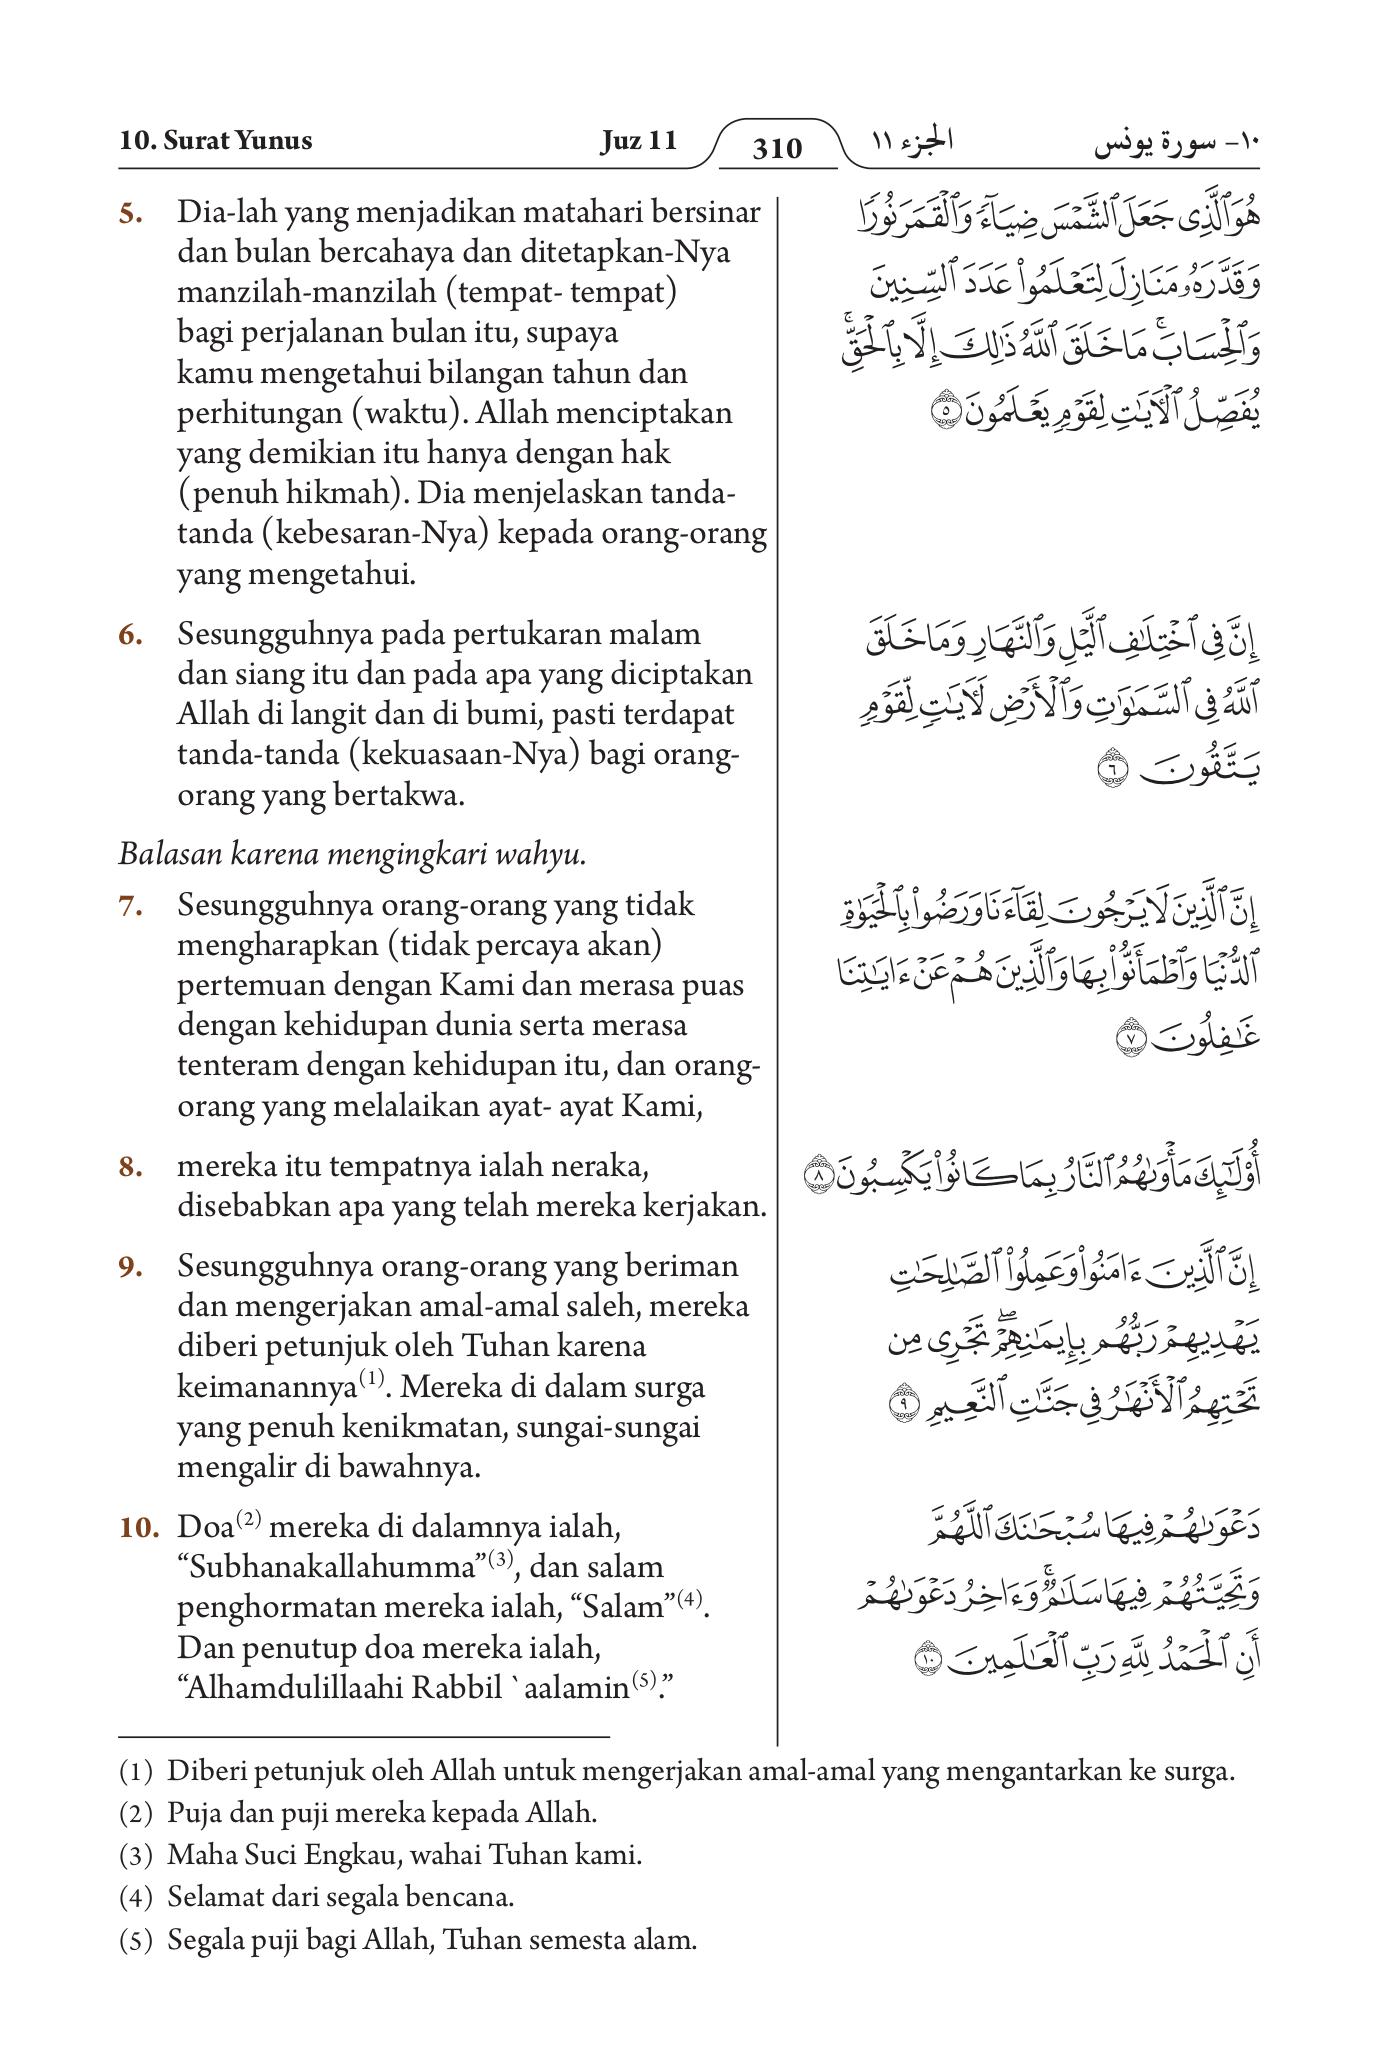 10. Surat Yunus
Juz 11
310
الجزء ١١
١٠- سورة يونس
5. Dia-lah yang menjadikan matahari bersinar
dan bulan bercahaya dan ditetapkan-Nya
manzilah-manzilah (tempat- tempat)
bagi perjalanan bulan itu, supaya
kamu mengetahui bilangan tahun dan
perhitungan (waktu). Allah menciptakan
yang demikian itu hanya dengan hak
(penuh hikmah). Dia menjelaskan tanda-
tanda (kebesaran-Nya) kepada orang-orang
yang mengetahui.
هُوَ ٱلَّذِى جَعَلَ ٱلشَّمْسَ ضِيَآءً وَٱلْقَمَرَ نُورًا
وَقَدَّرَهُۥ مَنَازِلَ لِتَعْلَمُوا۟ عَدَدَ ٱلسِّنِينَ
وَٱلْحِسَابَ ۚ مَا خَلَقَ ٱللَّهُ ذَٰلِكَ إِلَّا بِٱلْحَقِّ ۚ
يُفَصِّلُ ٱلْـَٔايَـٰتِ لِقَوْمٍ يَعْلَمُونَ ٥
6. Sesungguhnya pada pertukaran malam
dan siang itu dan pada apa yang diciptakan
Allah di langit dan di bumi, pasti terdapat
tanda-tanda (kekuasaan-Nya) bagi orang-
orang yang bertakwa.
إِنَّ فِى ٱخْتِلَـٰفِ ٱلَّيْلِ وَٱلنَّهَارِ وَمَا خَلَقَ
ٱللَّهُ فِى ٱلسَّمَـٰوَٰتِ وَٱلْأَرْضِ لَـَٔايَـٰتٍ لِّقَوْمٍ
يَتَّقُونَ ٦
Balasan karena mengingkari wahyu.
7. Sesungguhnya orang-orang yang tidak
mengharapkan (tidak percaya akan)
pertemuan dengan Kami dan merasa puas
dengan kehidupan dunia serta merasa
tenteram dengan kehidupan itu, dan orang-
orang yang melalaikan ayat- ayat Kami,
إِنَّ ٱلَّذِينَ لَا يَرْجُونَ لِقَآءَنَا وَرَضُوا۟ بِٱلْحَيَوٰةِ
ٱلدُّنْيَا وَٱطْمَأَنُّوا۟ بِهَا وَٱلَّذِينَ هُمْ عَنْ ءَايَـٰتِنَا
غَـٰفِلُونَ ٧
8. mereka itu tempatnya ialah neraka,
disebabkan apa yang telah mereka kerjakan.
أُو۟لَـٰٓئِكَ مَأْوَىٰهُمُ ٱلنَّارُ بِمَا كَانُوا۟ يَكْسِبُونَ ٨
9. Sesungguhnya orang-orang yang beriman
dan mengerjakan amal-amal saleh, mereka
diberi petunjuk oleh Tuhan karena
keimanannya(1). Mereka di dalam surga
yang penuh kenikmatan, sungai-sungai
mengalir di bawahnya.
إِنَّ ٱلَّذِينَ ءَامَنُوا۟ وَعَمِلُوا۟ ٱلصَّـٰلِحَـٰتِ
يَهْدِيهِمْ رَبُّهُم بِإِيمَـٰنِهِمْ ۖ تَجْرِى مِن
تَحْتِهِمُ ٱلْأَنْهَـٰرُ فِى جَنَّـٰتِ ٱلنَّعِيمِ ٩
10. Doa(2) mereka di dalamnya ialah,
“Subhanakallahumma”(3), dan salam
penghormatan mereka ialah, “Salam”(4).
Dan penutup doa mereka ialah,
“Alhamdulillaahi Rabbil `aalamin(5).”
دَعْوَىٰهُمْ فِيهَا سُبْحَـٰنَكَ ٱللَّهُمَّ
وَتَحِيَّتُهُمْ فِيهَا سَلَـٰمٌ ۚ وَءَاخِرُ دَعْوَىٰهُمْ
أَنِ ٱلْحَمْدُ لِلَّهِ رَبِّ ٱلْعَـٰلَمِينَ ١٠
(1) Diberi petunjuk oleh Allah untuk mengerjakan amal-amal yang mengantarkan ke surga.
(2) Puja dan puji mereka kepada Allah.
(3) Maha Suci Engkau, wahai Tuhan kami.
(4) Selamat dari segala bencana.
(5) Segala puji bagi Allah, Tuhan semesta alam.